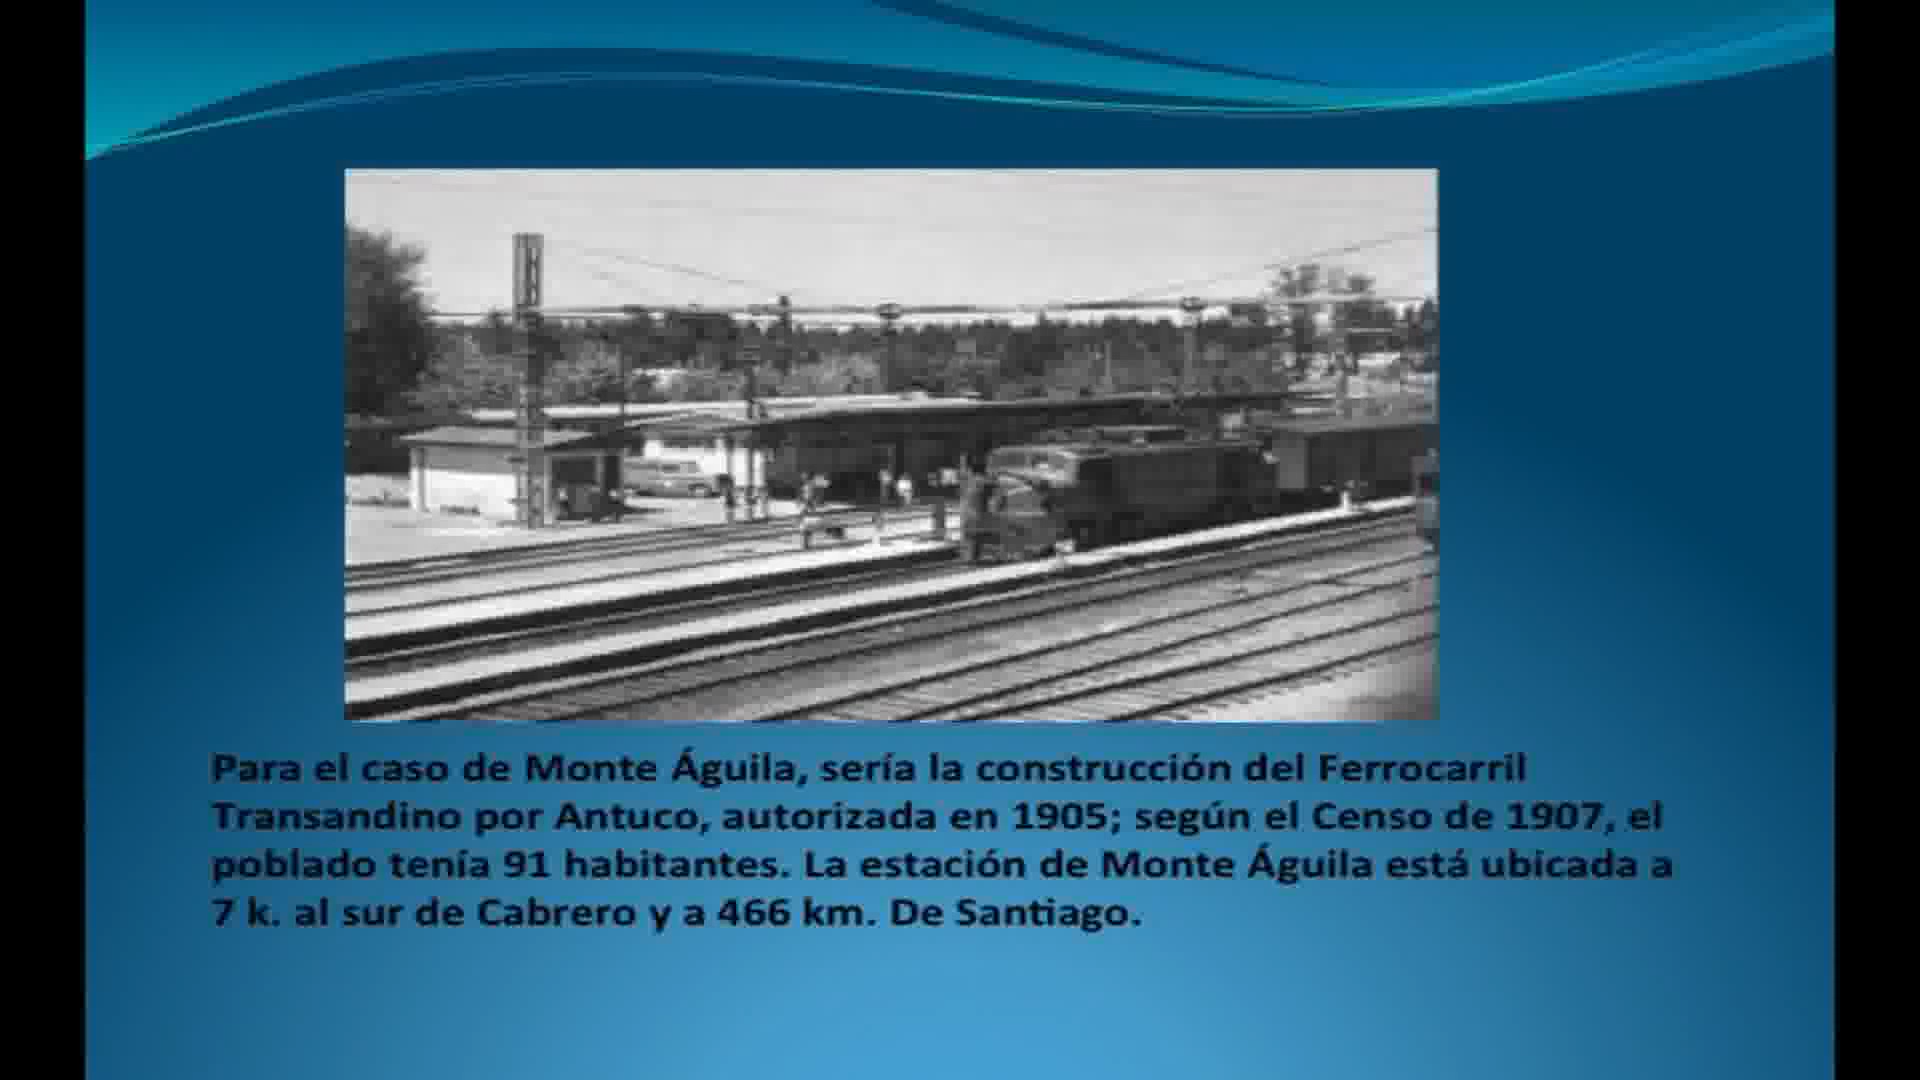 Para el caso de Monte Águila, sería la construcción del Ferrocarril
Transandino por Antuco, autorizada en 1905; según el Censo de 1907, el
poblado tenía 91 habitantes. La estación de Monte Águila está ubicada a
7 k. al sur de Cabrero y a 466 km. De Santiago.